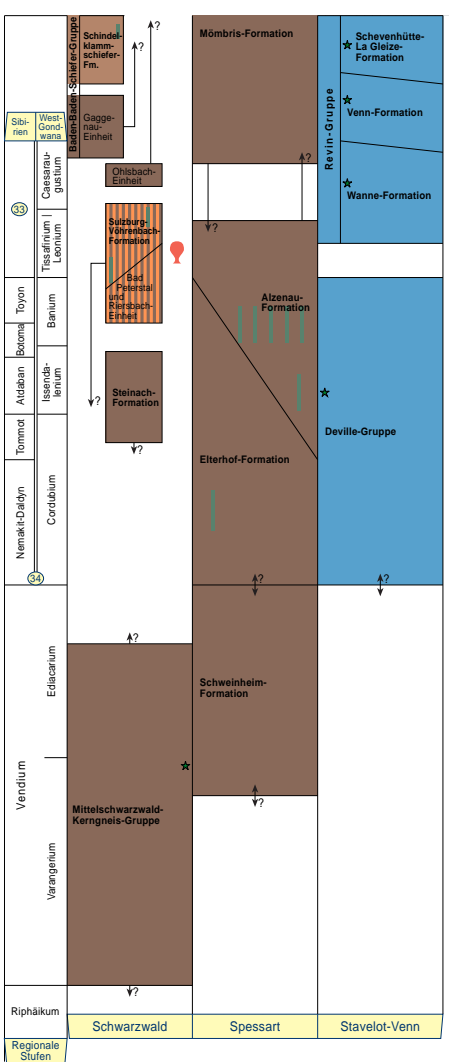 Sibi-
rien
West-
Gond-
wana
33
34
Caesarau-
gustium
Tissafinium |
Leonium
Toyon
Banium
Botoma
Atdaban
Issenda-
lenium
Tommot
Nemakit-Daldyn
Cordubium
Vendium
Ediacarium
Varangerium
Riphäikum
Regionale
Stufen
Baden-Baden-Schiefer-Gruppe
Schindel-
klamm-
schiefer-
Fm.
?
?
Gagge-
nau-
Einheit
Ohlsbach-
Einheit
Sulzburg-
Vöhrenbach-
Formation
Bad
Peterstal
und
Riersbach-
Einheit
?
Steinach-
Formation
?
?
Mittelschwarzwald-
Kerngneis-Gruppe
?
Schwarzwald
Mömbris-Formation
?
?
Alzenau-
Formation
Elterhof-Formation
?
Schweinheim-
Formation
?
Spessart
Revin-Gruppe
Schevenhütte-
La Gleize-
Formation
Venn-Formation
Wanne-Formation
Deville-Gruppe
?
Stavelot-Venn